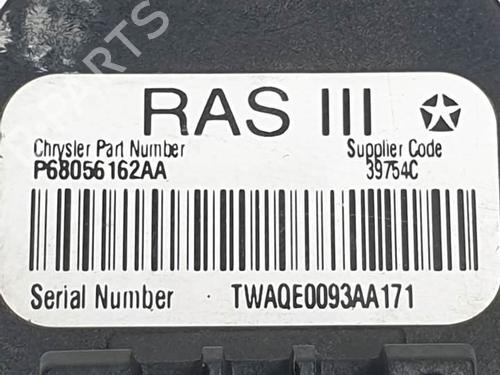 RAS III
Chrysler Part Number Supplier Code
P68056162AA 39754C
Serial Number TWAQE0093AA171